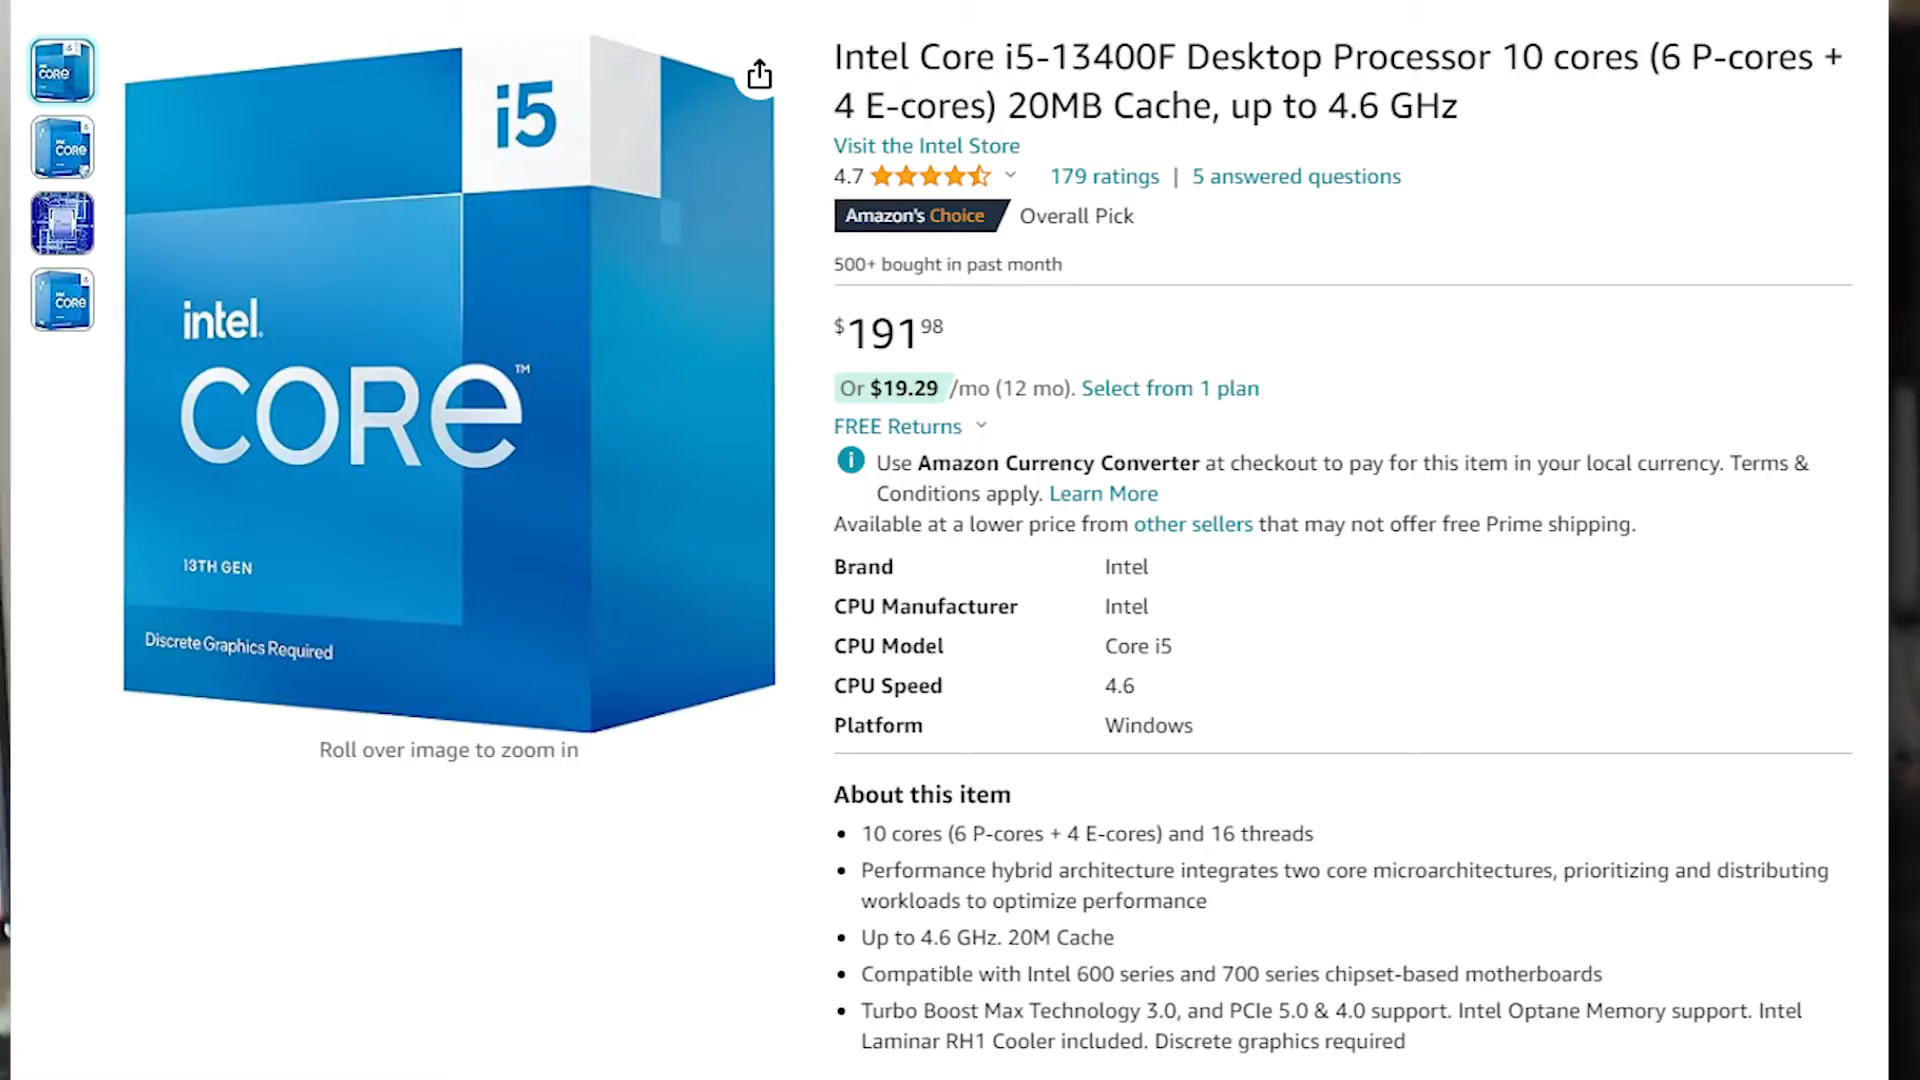 i5
intel.
CORE™
13TH GEN
Discrete Graphics Required
Roll over image to zoom in
Intel Core i5-13400F Desktop Processor 10 cores (6 P-cores +
4 E-cores) 20MB Cache, up to 4.6 GHz
Visit the Intel Store
4.7 179 ratings | 5 answered questions
Amazon's Choice Overall Pick
500+ bought in past month
$191.98
Or $19.29 /mo (12 mo). Select from 1 plan
FREE Returns
Use Amazon Currency Converter at checkout to pay for this item in your local currency. Terms &
Conditions apply. Learn More
Available at a lower price from other sellers that may not offer free Prime shipping.
Brand Intel
CPU Manufacturer Intel
CPU Model Core i5
CPU Speed 4.6
Platform Windows
About this item
• 10 cores (6 P-cores + 4 E-cores) and 16 threads
• Performance hybrid architecture integrates two core microarchitectures, prioritizing and distributing
workloads to optimize performance
• Up to 4.6 GHz. 20M Cache
• Compatible with Intel 600 series and 700 series chipset-based motherboards
• Turbo Boost Max Technology 3.0, and PCIe 5.0 & 4.0 support. Intel Optane Memory support. Intel
Laminar RH1 Cooler included. Discrete graphics required